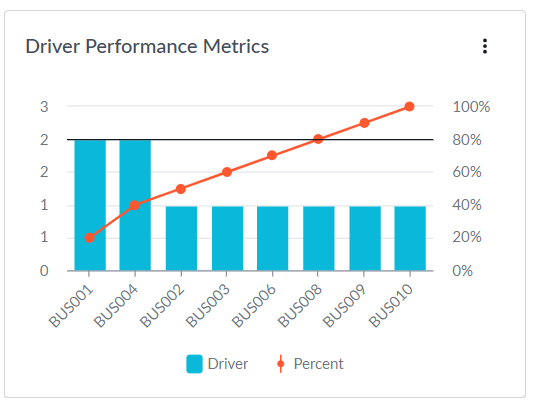 Driver Performance Metrics
3 100%
2 80%
2 60%
1 40%
1 20%
0 0%
BUS001 BUS004 BUS002 BUS003 BUS006 BUS008 BUS009 BUS010
Driver Percent